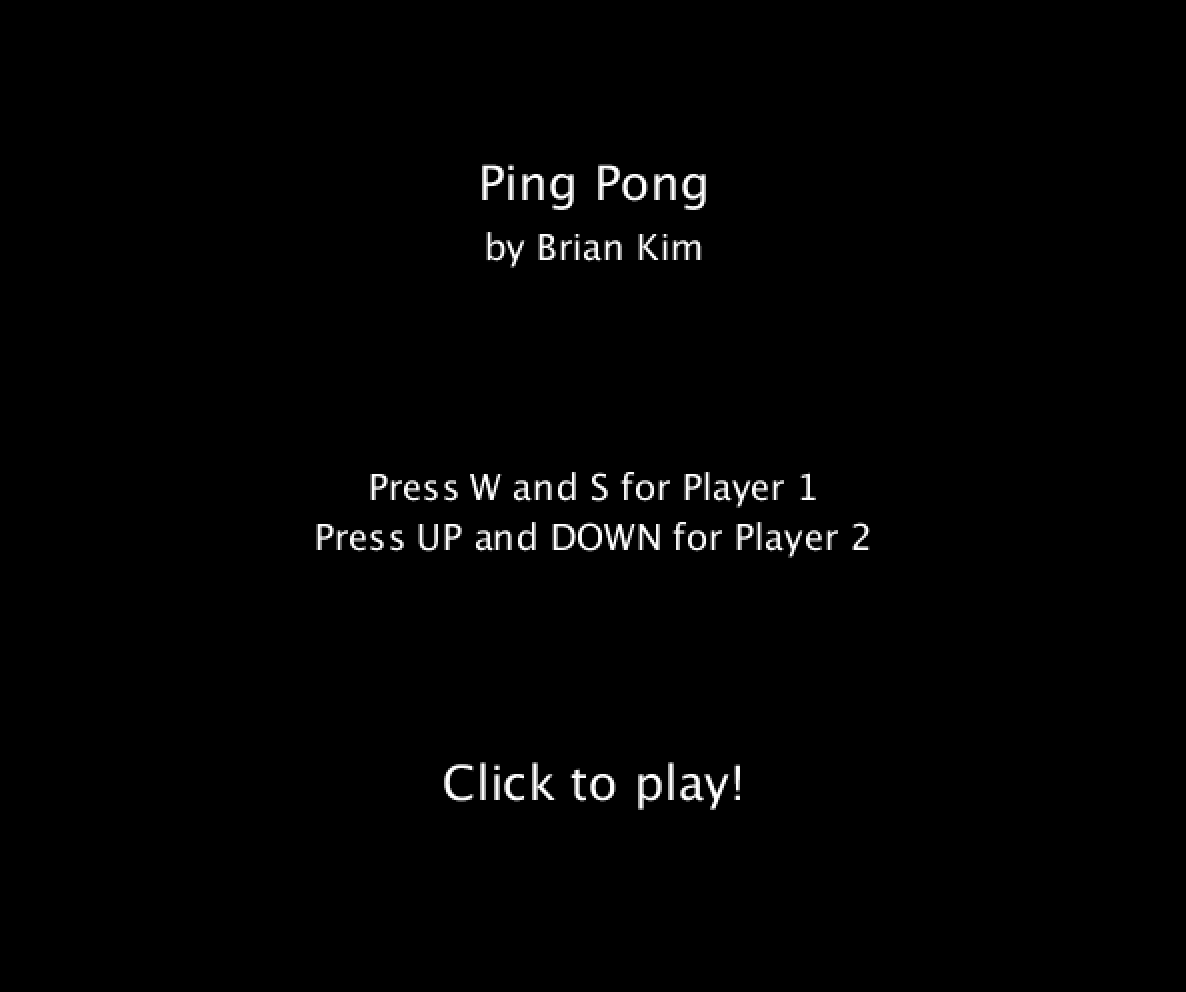 Ping Pong
by Brian Kim
Press W and S for Player 1
Press UP and DOWN for Player 2
Click to play!